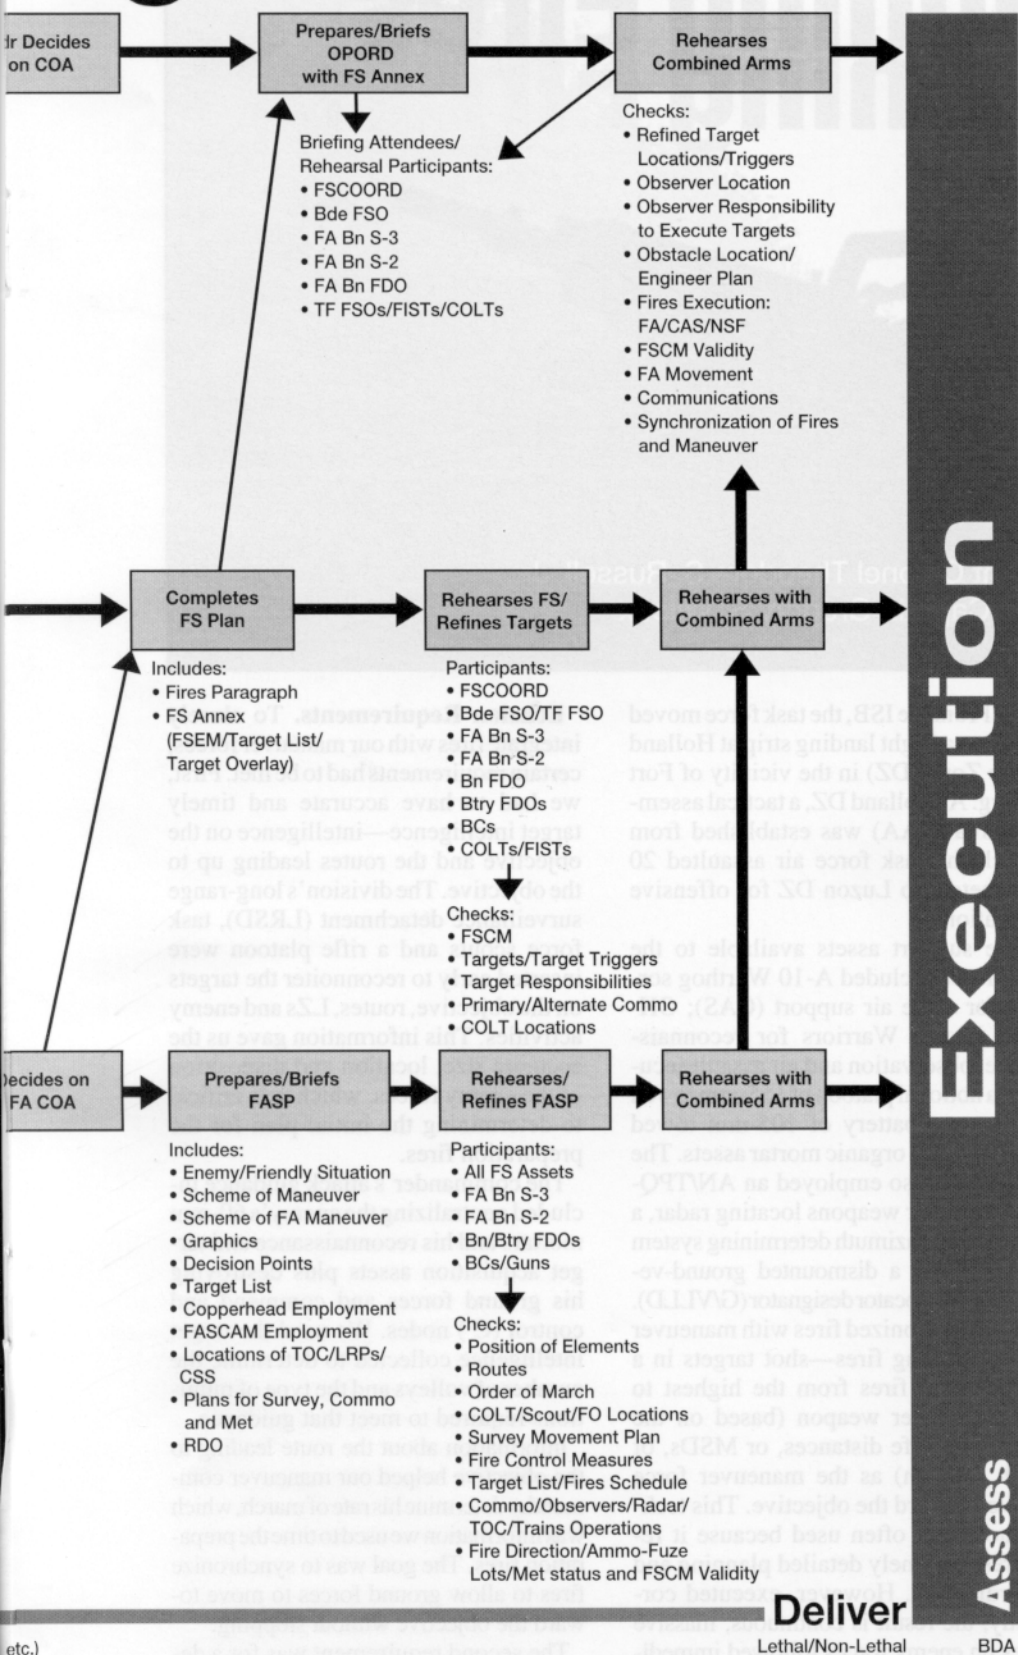 dr Decides
on COA
Prepares/Briefs
OPORD
with FS Annex
Rehearses
Combined Arms
Briefing Attendees/
Rehearsal Participants:
• FSCOORD
• Bde FSO
• FA Bn S-3
• FA Bn S-2
• FA Bn FDO
• TF FSOs/FISTs/COLTs
Checks:
• Refined Target
Locations/Triggers
• Observer Location
• Observer Responsibility
to Execute Targets
• Obstacle Location/
Engineer Plan
• Fires Execution:
FA/CAS/NSF
• FSCM Validity
• FA Movement
• Communications
• Synchronization of Fires
and Maneuver
Completes
FS Plan
Rehearses FS/
Refines Targets
Rehearses with
Combined Arms
Includes:
• Fires Paragraph
• FS Annex
(FSEM/Target List/
Target Overlay)
Participants:
• FSCOORD
• Bde FSO/TF FSO
• FA Bn S-3
• FA Bn S-2
• Bn FDO
• Btry FDOs
• BCs
• COLTs/FISTs
Checks:
• FSCM
• Targets/Target Triggers
• Target Responsibilities
• Primary/Alternate Commo
• COLT Locations
Decides on
FA COA
Prepares/Briefs
FASP
Rehearses/
Refines FASP
Rehearses with
Combined Arms
Includes:
• Enemy/Friendly Situation
• Scheme of Maneuver
• Scheme of FA Maneuver
• Graphics
• Decision Points
• Target List
• Copperhead Employment
• FASCAM Employment
• Locations of TOC/LRPs/
CSS
• Plans for Survey, Commo
and Met
• RDO
Participants:
• All FS Assets
• FA Bn S-3
• FA Bn S-2
• Bn/Btry FDOs
• BCs/Guns
Checks:
• Position of Elements
• Routes
• Order of March
• COLT/Scout/FO Locations
• Survey Movement Plan
• Fire Control Measures
• Target List/Fires Schedule
• Commo/Observers/Radar/
TOC/Trains Operations
• Fire Direction/Ammo-Fuze
Lots/Met status and FSCM Validity
Execution
Assess
Deliver
Lethal/Non-Lethal
BDA
etc.)